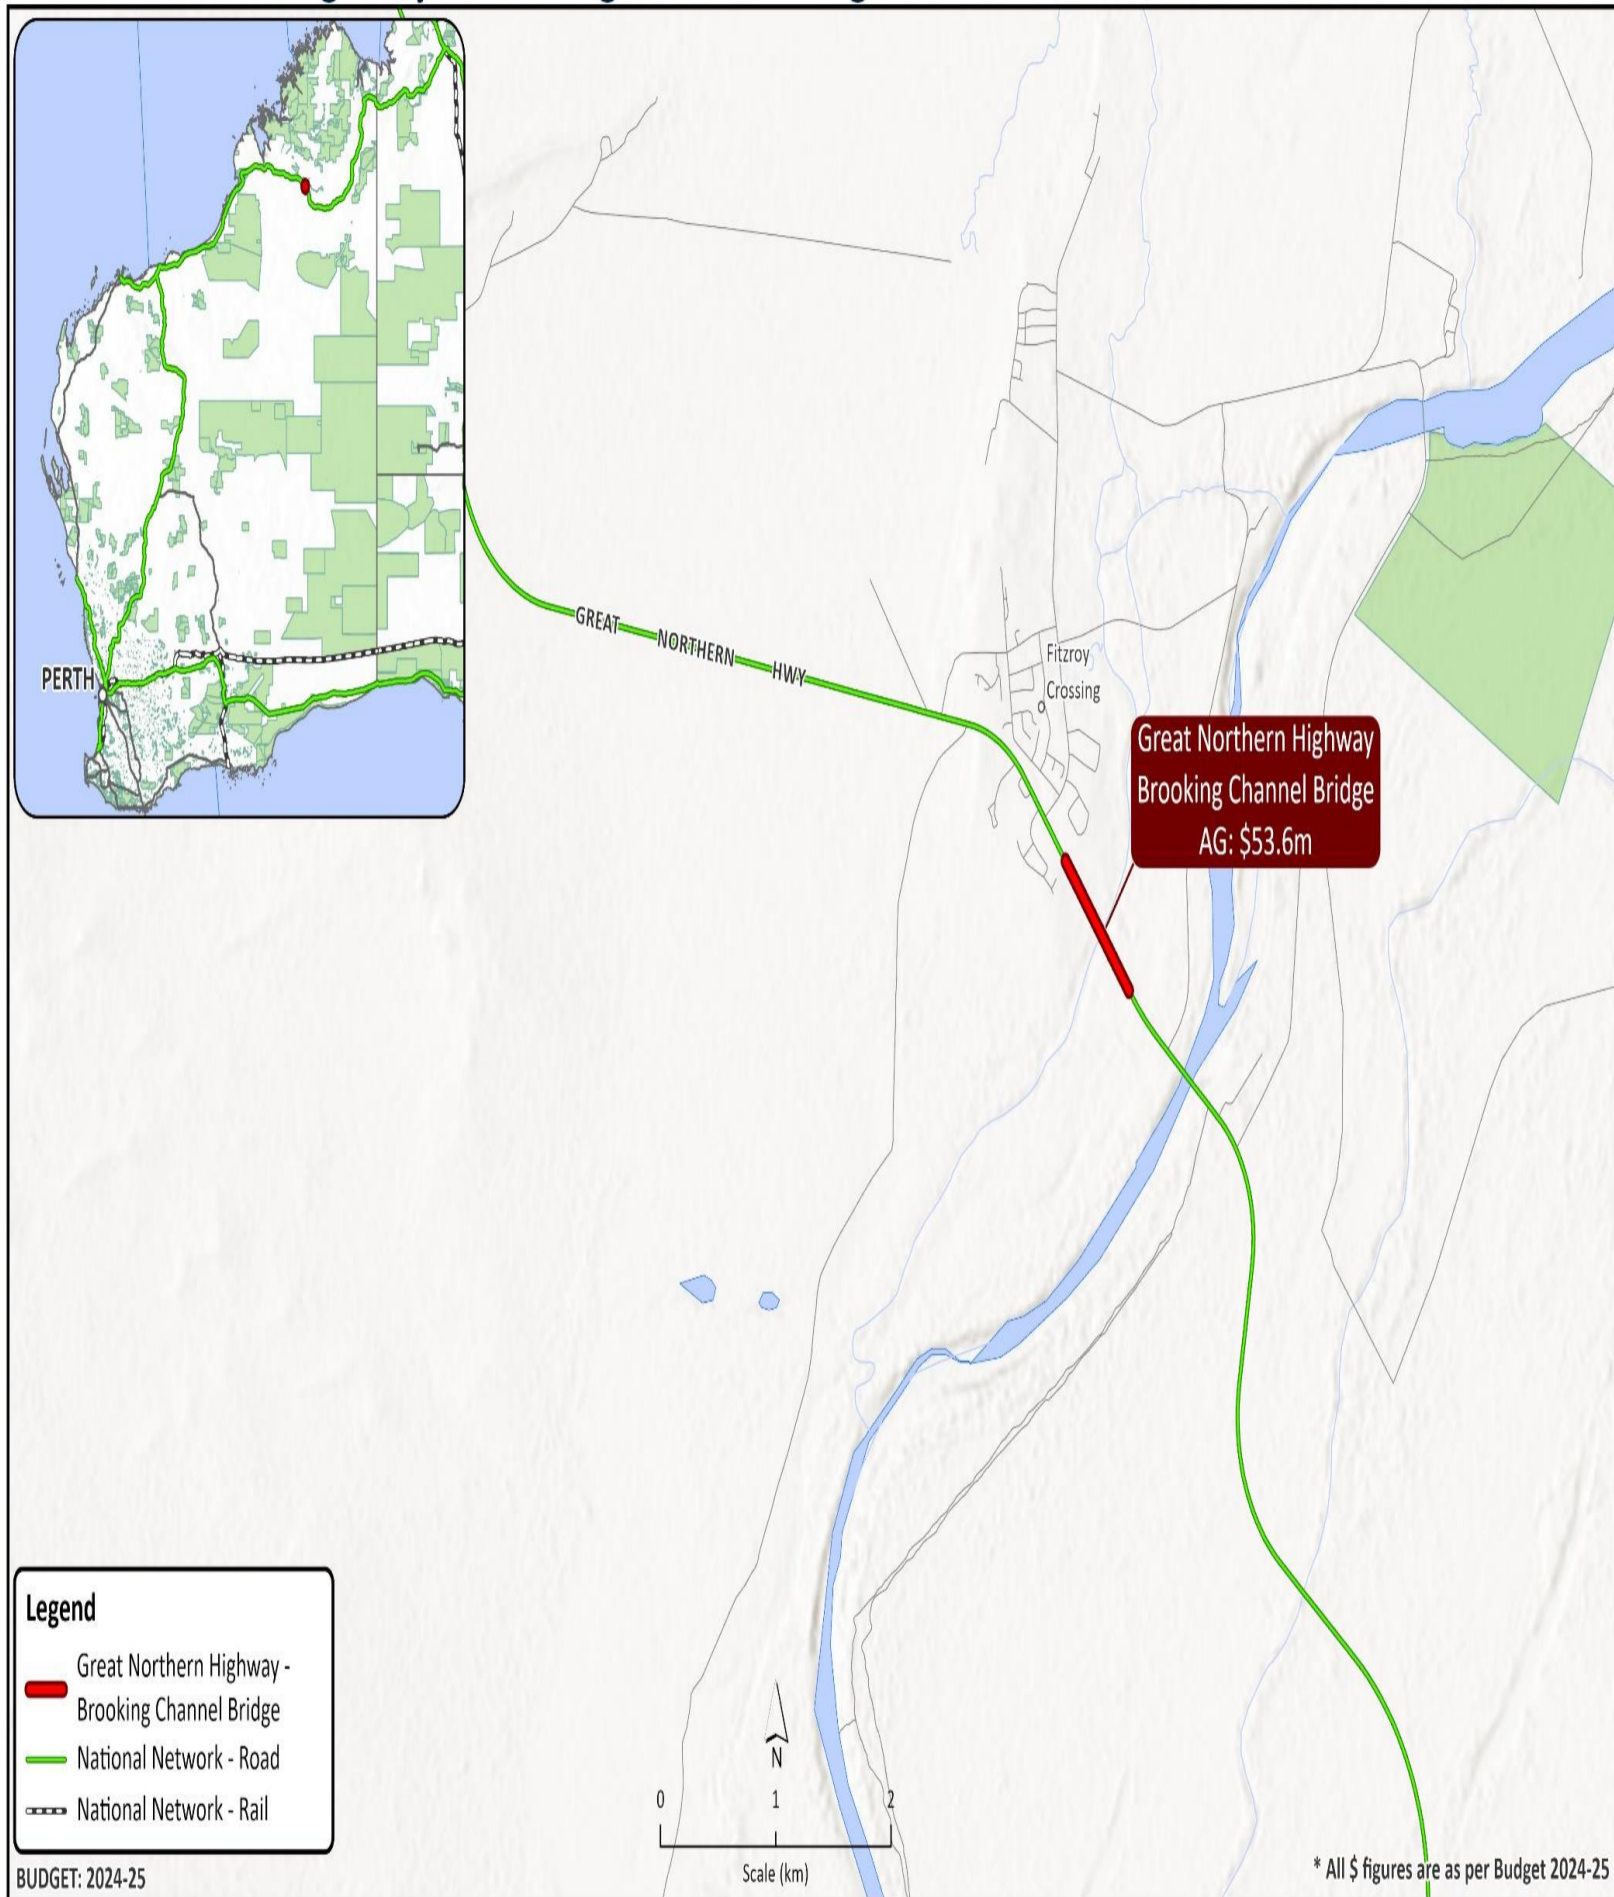 PERTH
GREAT NORTHERN HWY
Fitzroy
Crossing
Great Northern Highway
Brooking Channel Bridge
AG: $53.6m
Legend
Great Northern Highway -
Brooking Channel Bridge
National Network - Road
National Network - Rail
N
0 1 2
Scale (km)
BUDGET: 2024-25
* All $ figures are as per Budget 2024-25